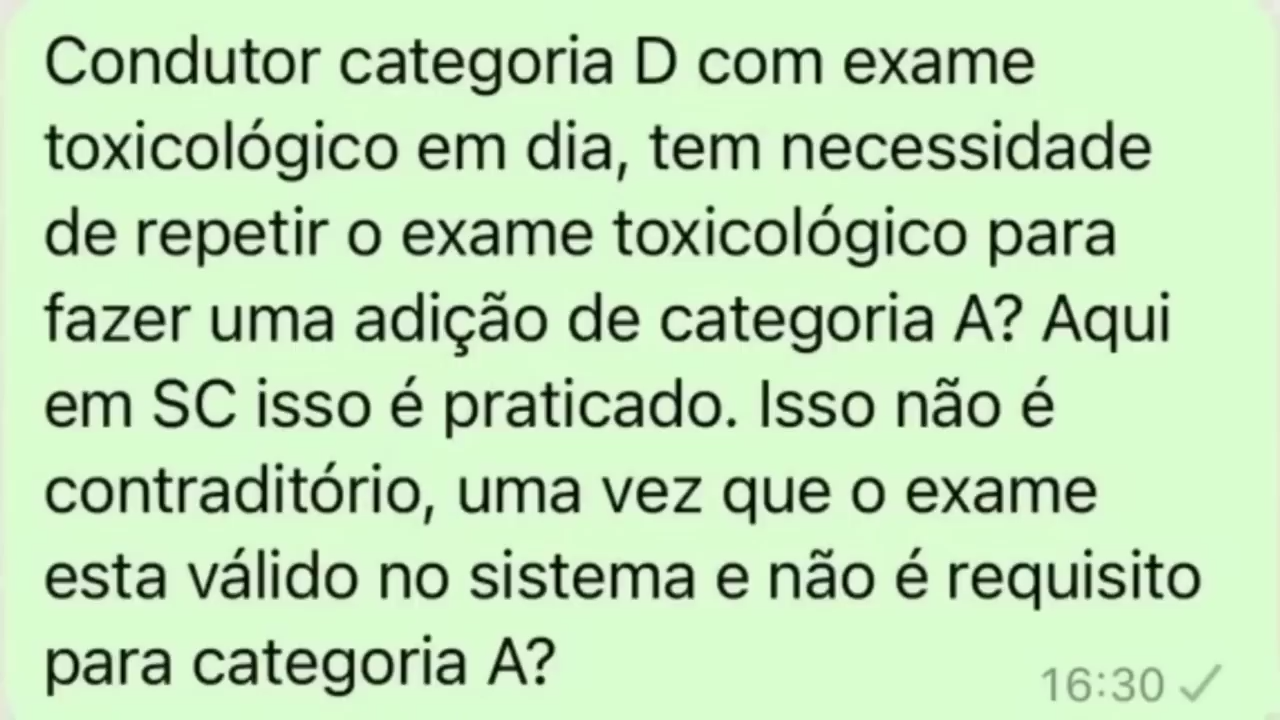 Condutor categoria D com exame
toxicológico em dia, tem necessidade
de repetir o exame toxicológico para
fazer uma adição de categoria A? Aqui
em SC isso é praticado. Isso não é
contraditório, uma vez que o exame
esta válido no sistema e não é requisito
para categoria A?
16:30